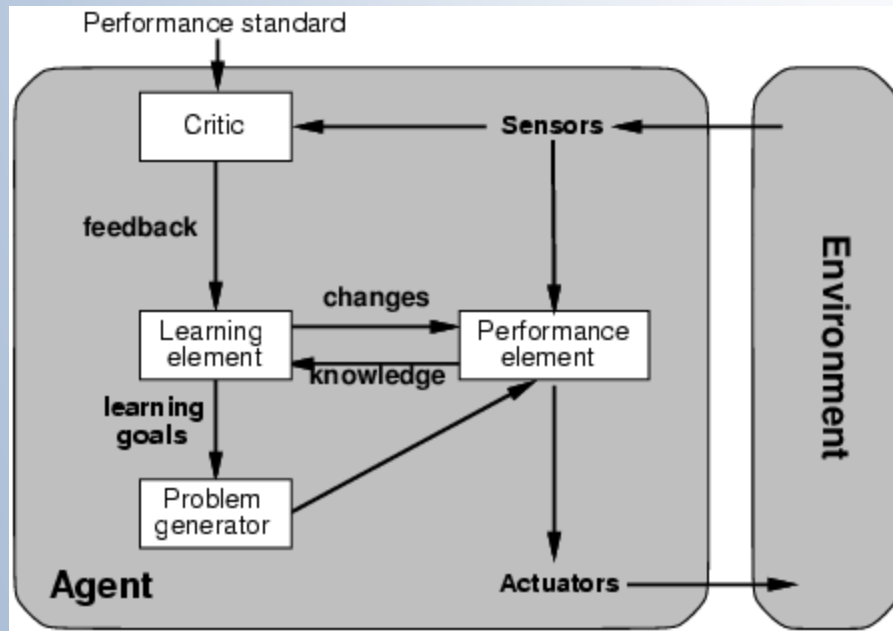 Performance standard
Critic
Sensors
feedback
changes
Learning
element
Performance
element
knowledge
learning
goals
Problem
generator
Agent
Actuators
Environment